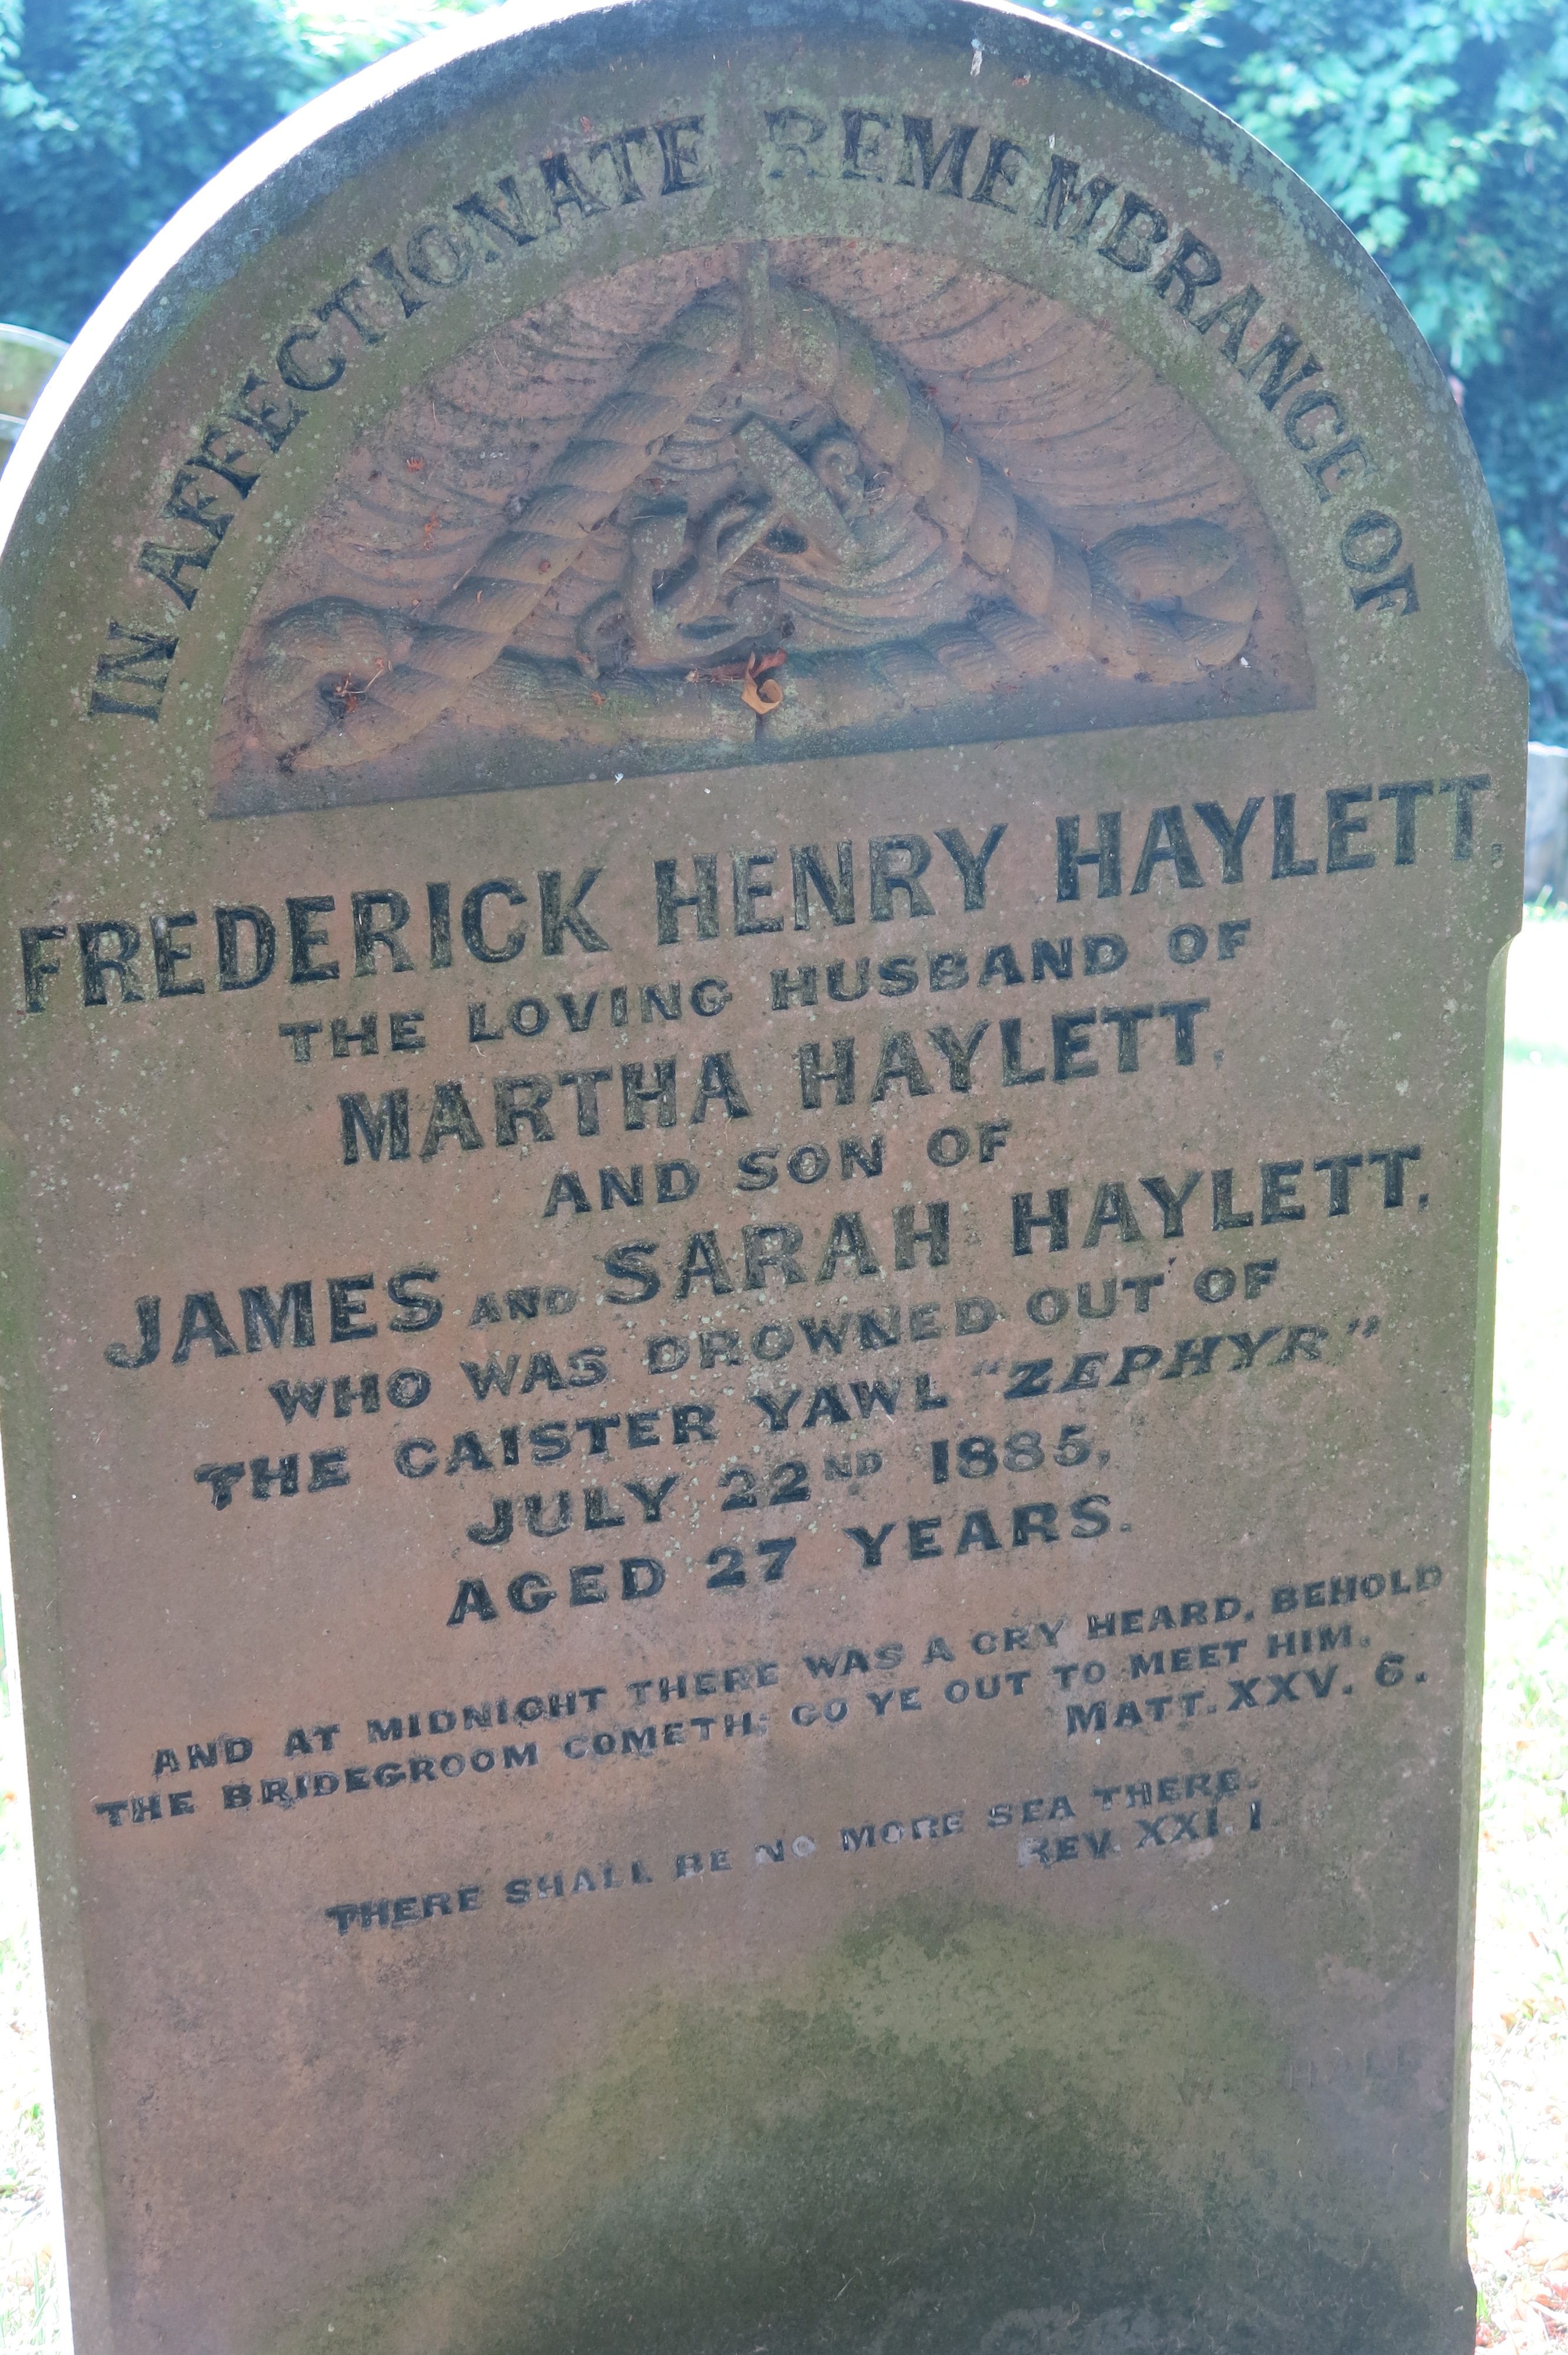 IN AFFECTIONATE REMEMBRANCE OF
FREDERICK HENRY HAYLETT,
THE LOVING HUSBAND OF
MARTHA HAYLETT,
AND SON OF
JAMES AND SARAH HAYLETT,
WHO WAS DROWNED OUT OF
THE CAISTER YAWL "ZEPHYR"
JULY 22ND 1885,
AGED 27 YEARS.
AND AT MIDNIGHT THERE WAS A CRY HEARD, BEHOLD
THE BRIDEGROOM COMETH; GO YE OUT TO MEET HIM.
MATT. XXV. 6.
THERE SHALL BE NO MORE SEA THERE.
REV. XXI. 1.